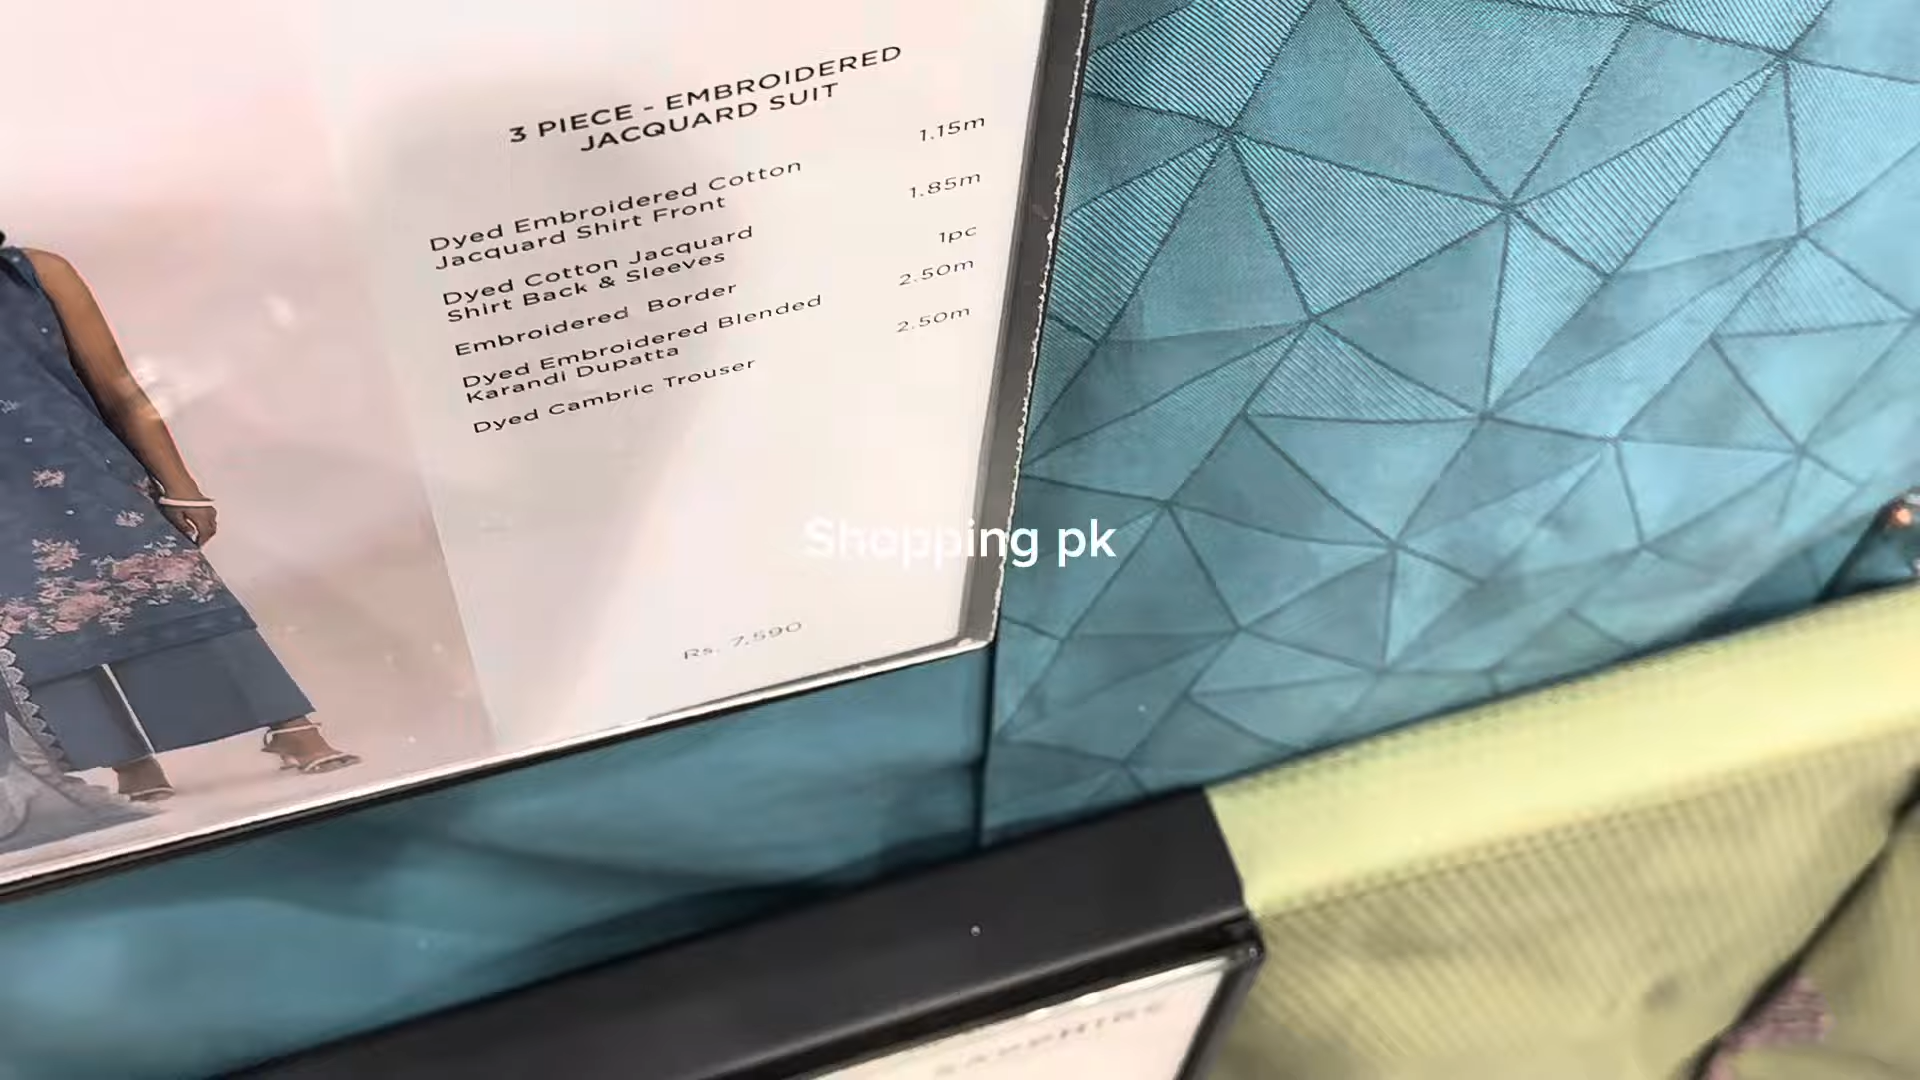 3 PIECE - EMBROIDERED
JACQUARD SUIT
Dyed Embroidered Cotton
Jacquard Shirt Front
1.15m
Dyed Cotton Jacquard
Shirt Back & Sleeves
1.85m
Embroidered Border
1pc
Dyed Embroidered Blended
Karandi Dupatta
2.50m
Dyed Cambric Trouser
2.50m
Rs. 7,590
Shopping pk
SAPPHIRE